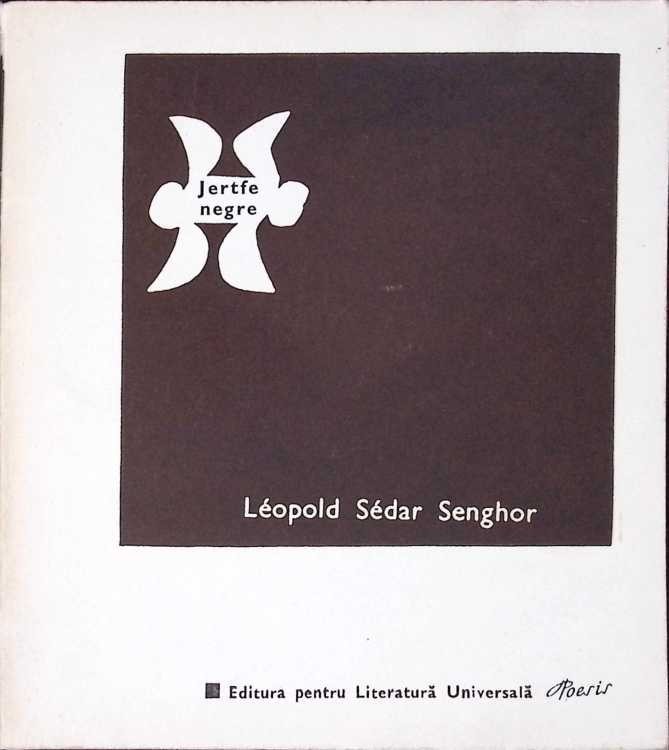 Jertfe
negre
Léopold Sédar Senghor
Editura pentru Literatură Universală Poesis